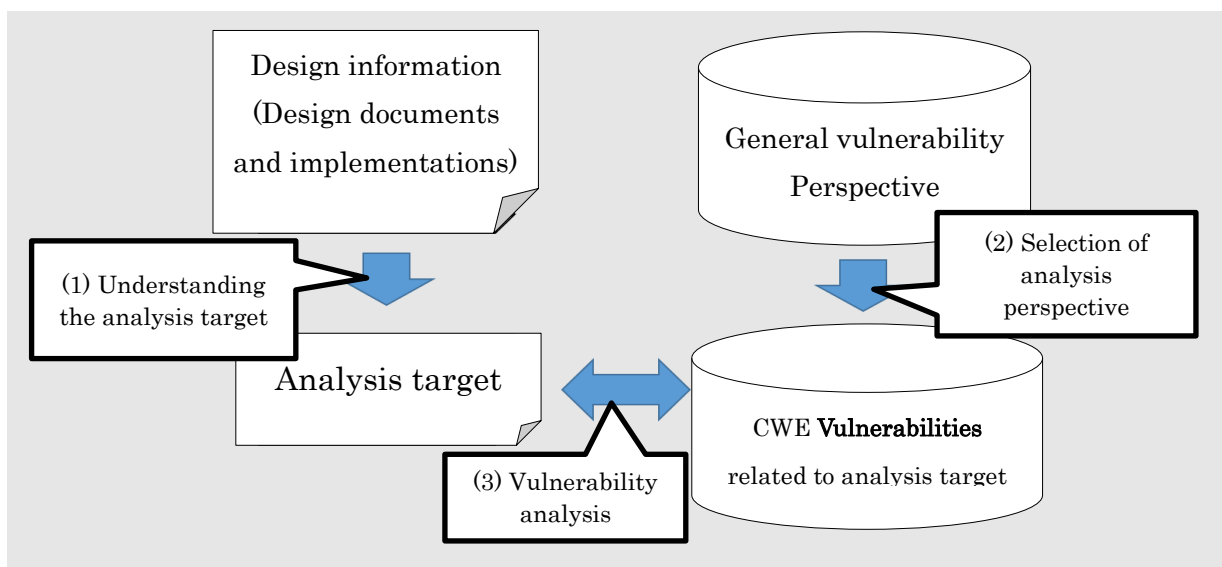 Design information
(Design documents
and implementations)
General vulnerability
Perspective
(1) Understanding
the analysis target
(2) Selection of
analysis
perspective
Analysis target
(3) Vulnerability
analysis
CWE Vulnerabilities
related to analysis target